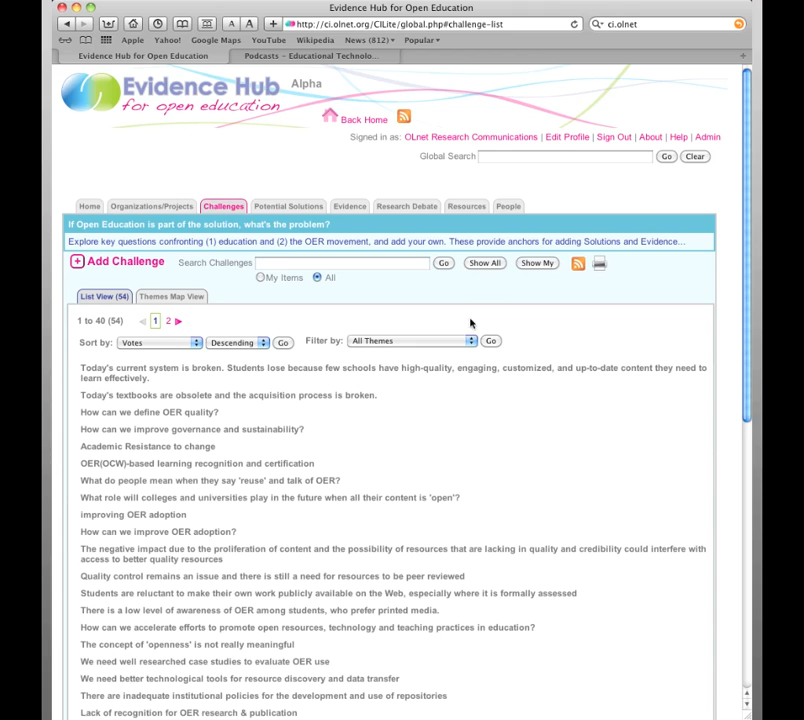 Evidence Hub for Open Education
A A + http://ci.olnet.org/CILite/global.php#challenge-list ci.olnet
Apple Yahoo! Google Maps YouTube Wikipedia News (812) Popular
Evidence Hub for Open Education Podcasts – Educational Technolo...
Evidence Hub Alpha
for open education
Back Home
Signed in as: OLnet Research Communications | Edit Profile | Sign Out | About | Help | Admin
Global Search Go Clear
Home Organizations/Projects Challenges Potential Solutions Evidence Research Debate Resources People
If Open Education is part of the solution, what's the problem?
Explore key questions confronting (1) education and (2) the OER movement, and add your own. These provide anchors for adding Solutions and Evidence...
+ Add Challenge Search Challenges Go Show All Show My
My Items All
List View (54) Themes Map View
1 to 40 (54) 1 2
Sort by: Votes Descending Go Filter by: All Themes Go
Today's current system is broken. Students lose because few schools have high-quality, engaging, customized, and up-to-date content they need to
learn effectively.
Today's textbooks are obsolete and the acquisition process is broken.
How can we define OER quality?
How can we improve governance and sustainability?
Academic Resistance to change
OER(OCW)-based learning recognition and certification
What do people mean when they say 'reuse' and talk of OER?
What role will colleges and universities play in the future when all their content is 'open'?
improving OER adoption
How can we improve OER adoption?
The negative impact due to the proliferation of content and the possibility of resources that are lacking in quality and credibility could interfere with
access to better quality resources
Quality control remains an issue and there is still a need for resources to be peer reviewed
Students are reluctant to make their own work publicly available on the Web, especially where it is formally assessed
There is a low level of awareness of OER among students, who prefer printed media.
How can we accelerate efforts to promote open resources, technology and teaching practices in education?
The concept of 'openness' is not really meaningful
We need well researched case studies to evaluate OER use
We need better technological tools for resource discovery and data transfer
There are inadequate institutional policies for the development and use of repositories
Lack of recognition for OER research & publication